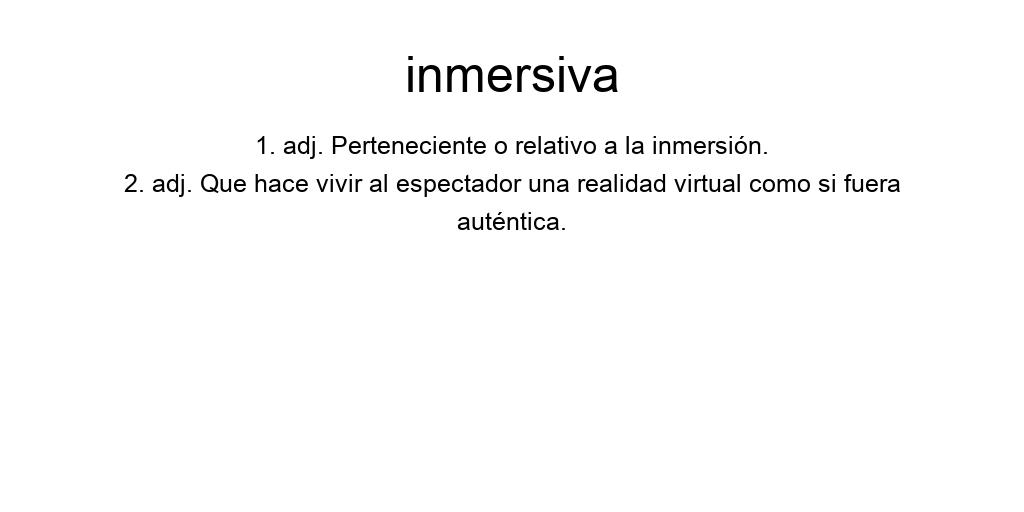 inmersiva
1. adj. Perteneciente o relativo a la inmersión.
2. adj. Que hace vivir al espectador una realidad virtual como si fuera
auténtica.